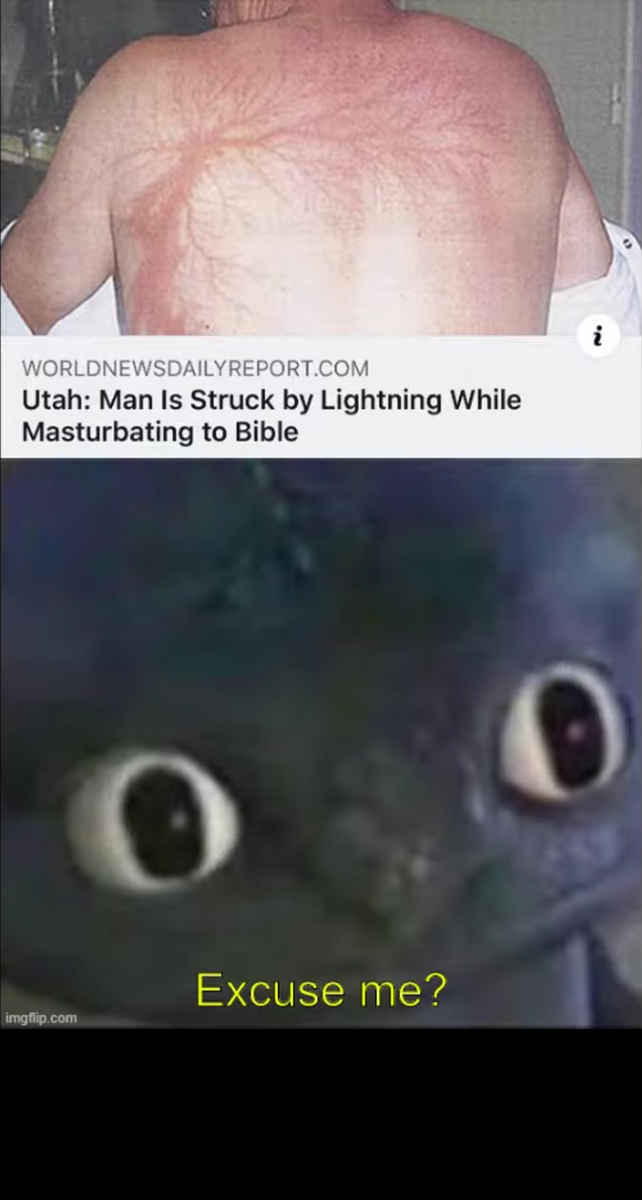 WORLDNEWSDAILYREPORT.COM
Utah: Man Is Struck by Lightning While
Masturbating to Bible
Excuse me?
imgflip.com